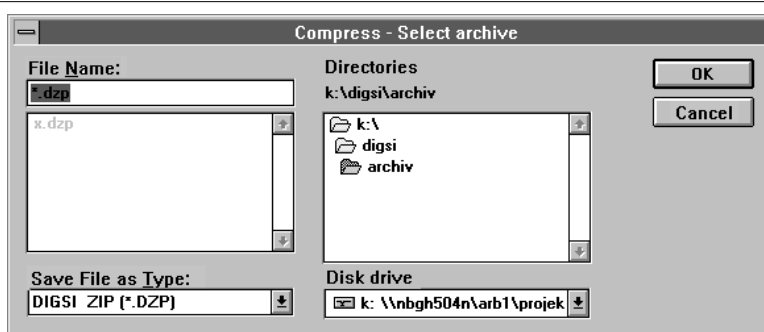 Compress - Select archive
File Name:
*.dzp
x.dzp
Save File as Type:
DIGSI ZIP (*.DZP)
Directories
k:\digsi\archiv
k:\
digsi
archiv
Disk drive
k: \\nbgh504n\arb1\projek
OK
Cancel